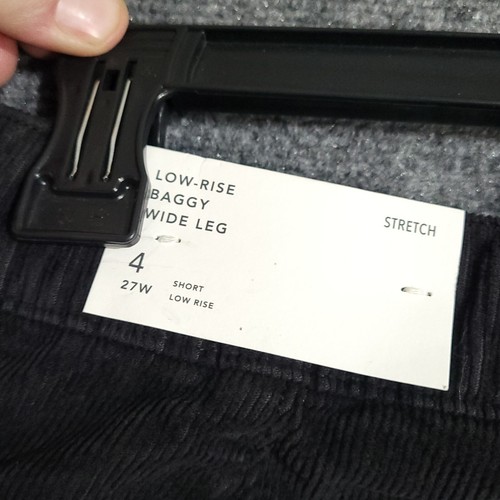 LOW-RISE
BAGGY
WIDE LEG
STRETCH
4
27W
SHORT
LOW RISE